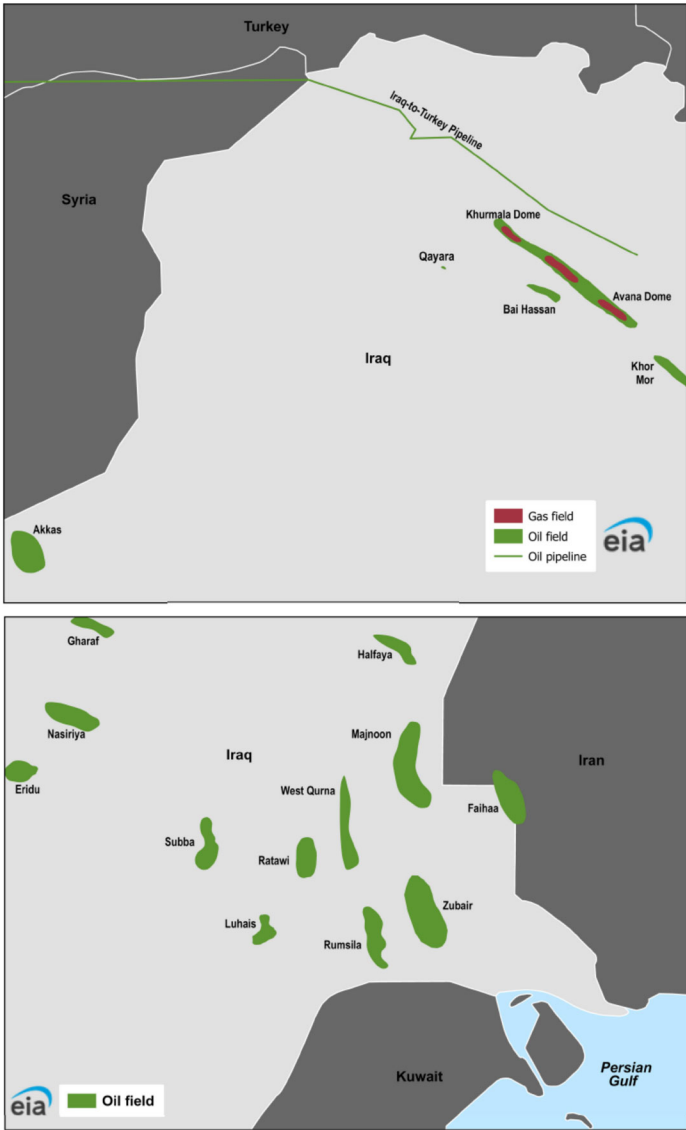 Turkey
Iraq-to-Turkey Pipeline
Syria
Khurmala Dome
Qayara
Avana Dome
Bai Hassan
Iraq
Khor
Mor
Akkas
Gas field
Oil field
Oil pipeline
eia
Gharaf
Halfaya
Nasiriya
Majnoon
Iraq
Iran
Eridu
West Qurna
Faihaa
Subba
Ratawi
Zubair
Luhais
Rumsila
Kuwait
Persian
Gulf
eia
Oil field